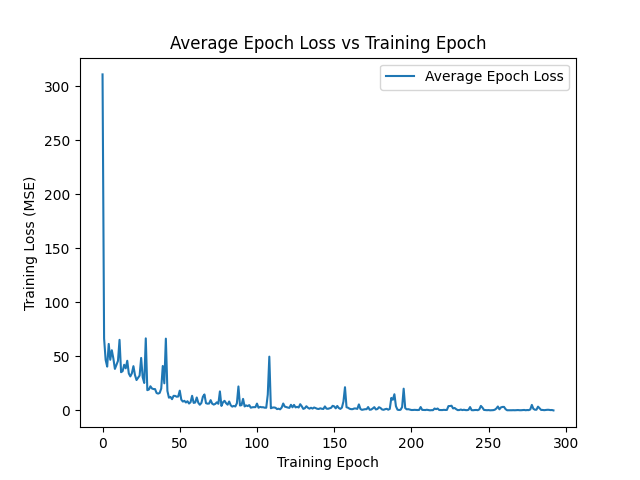 Average Epoch Loss vs Training Epoch
Average Epoch Loss
Training Loss (MSE)
300
250
200
150
100
50
0
0 50 100 150 200 250 300
Training Epoch